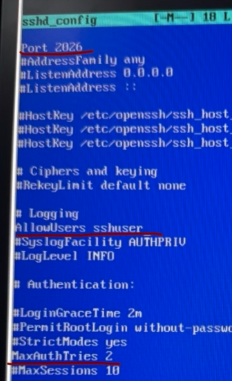 sshd_config [-M--] 18 L
Port 2026
#AddressFamily any
#ListenAddress 0.0.0.0
#ListenAddress ::
#HostKey /etc/openssh/ssh_host_
#HostKey /etc/openssh/ssh_host_
#HostKey /etc/openssh/ssh_host_
# Ciphers and keying
#RekeyLimit default none
# Logging
AllowUsers sshuser
#SyslogFacility AUTHPRIV
#LogLevel INFO
# Authentication:
#LoginGraceTime 2m
#PermitRootLogin without-passwo
#StrictModes yes
MaxAuthTries 2
#MaxSessions 10